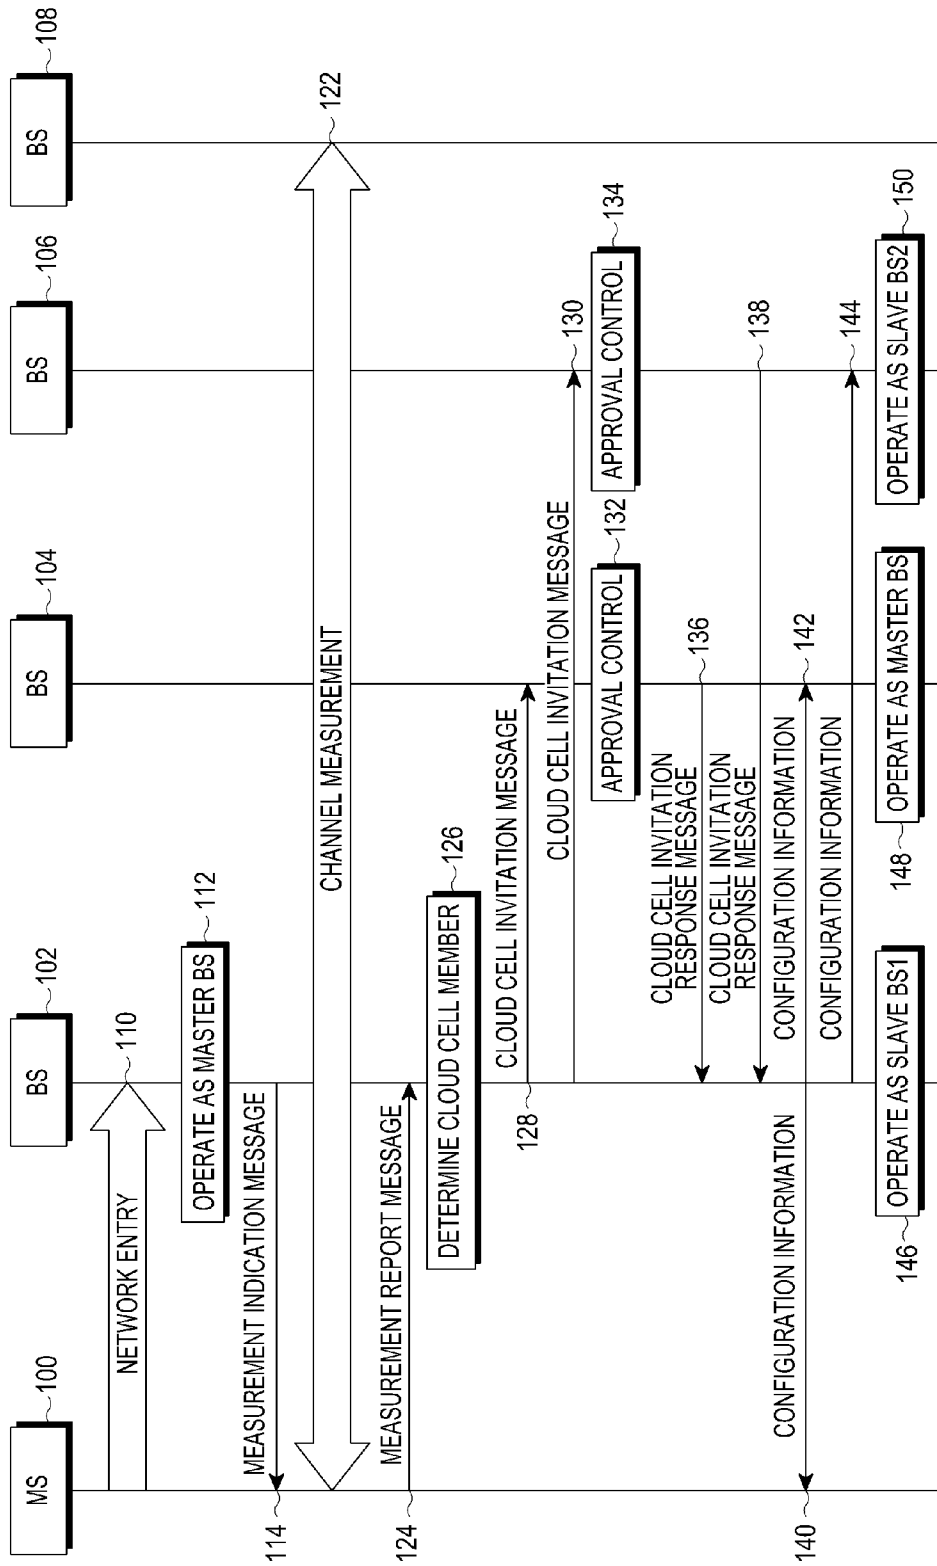 MS
100
BS
102
BS
104
BS
106
BS
108
NETWORK ENTRY
110
OPERATE AS MASTER BS
112
MEASUREMENT INDICATION MESSAGE
114
CHANNEL MEASUREMENT
122
MEASUREMENT REPORT MESSAGE
124
DETERMINE CLOUD CELL MEMBER
126
CLOUD CELL INVITATION MESSAGE
128
CLOUD CELL INVITATION MESSAGE
130
APPROVAL CONTROL
132
APPROVAL CONTROL
134
CLOUD CELL INVITATION
RESPONSE MESSAGE
136
CLOUD CELL INVITATION
RESPONSE MESSAGE
138
CONFIGURATION INFORMATION
140
CONFIGURATION INFORMATION
142
CONFIGURATION INFORMATION
144
OPERATE AS SLAVE BS1
146
OPERATE AS MASTER BS
148
OPERATE AS SLAVE BS2
150